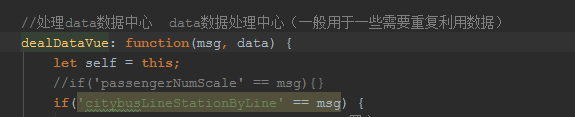 //处理data数据中心  data数据处理中心（一般用于一些需要重复利用数据）
dealDataVue: function(msg, data) {
let self = this;
//if('passengerNumScale' == msg){}
if('citybusLineStationByLine' == msg) {